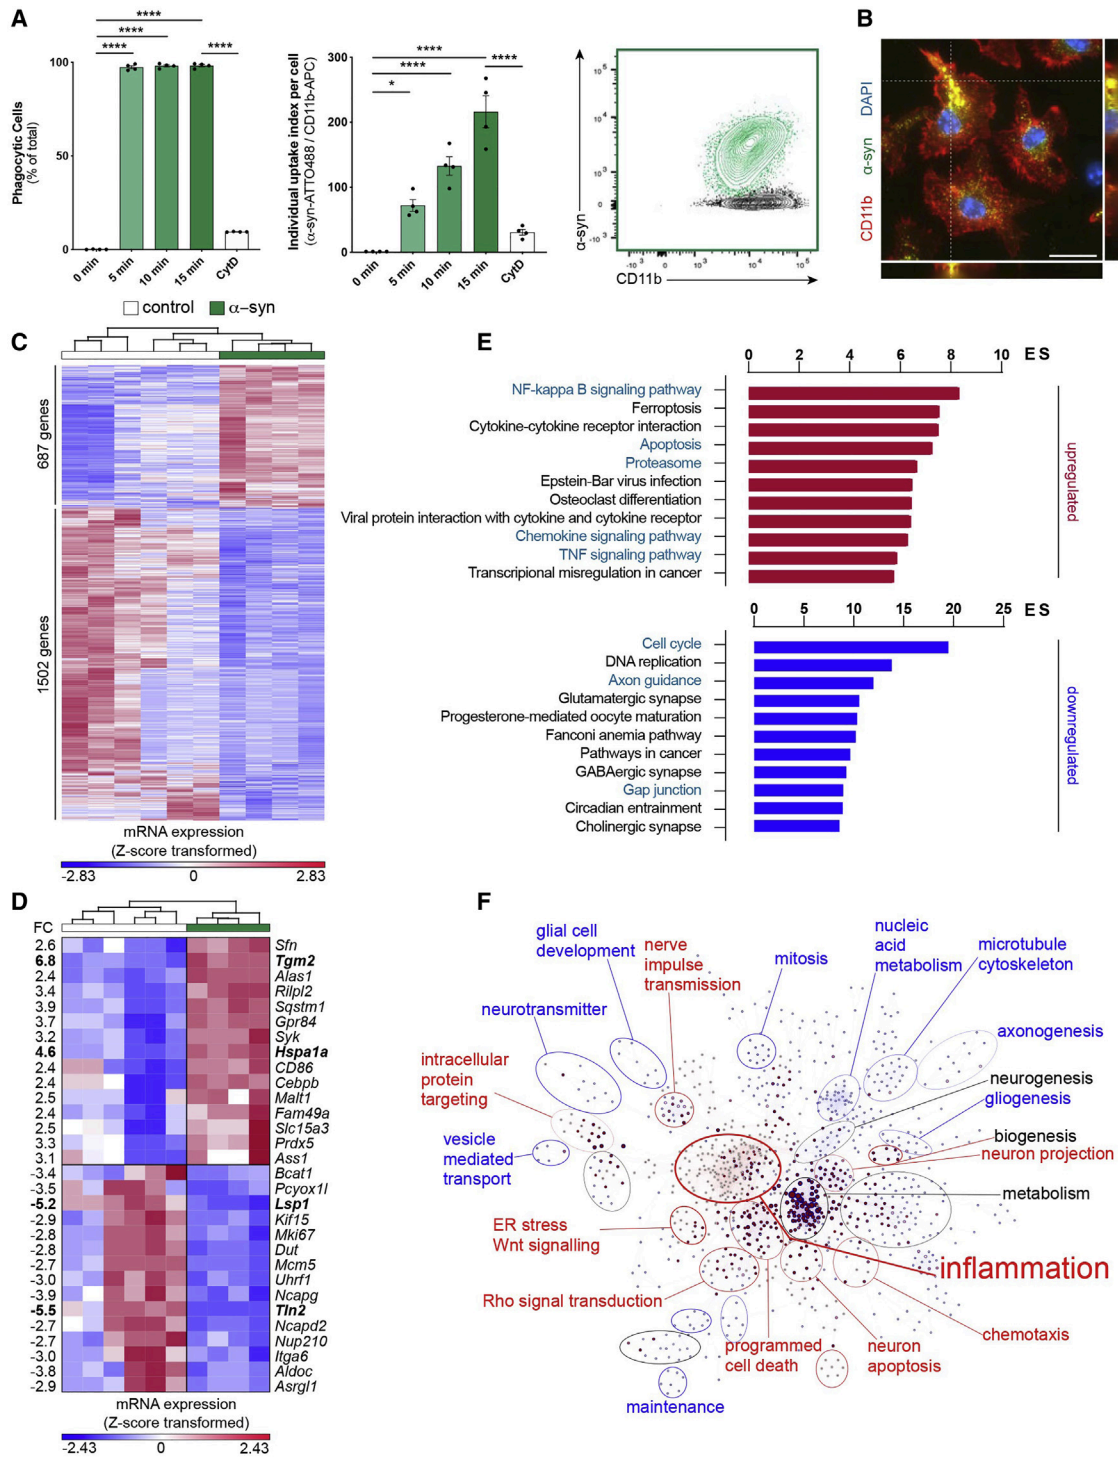 A
****
****
****
****
100
50
0
Phagocytic Cells
(% of total)
0 min
5 min
10 min
15 min
CytD
****
****
*
****
300
200
100
0
Individual uptake index per cell
(α-syn-ATTO488 / CD11b-APC)
0 min
5 min
10 min
15 min
CytD
10⁵
10⁴
10³
0
-10³
α-syn
-10³
0
10³
10⁴
10⁵
CD11b
B
CD11b α-syn DAPI
control
α–syn
C
687 genes
1502 genes
mRNA expression
(Z-score transformed)
-2.83
0
2.83
E
0
2
4
6
8
10
E S
NF-kappa B signaling pathway
Ferroptosis
Cytokine-cytokine receptor interaction
Apoptosis
Proteasome
Epstein-Bar virus infection
Osteoclast differentiation
Viral protein interaction with cytokine and cytokine receptor
Chemokine signaling pathway
TNF signaling pathway
Transcripional misregulation in cancer
upregulated
0
5
10
15
20
25
E S
Cell cycle
DNA replication
Axon guidance
Glutamatergic synapse
Progesterone-mediated oocyte maturation
Fanconi anemia pathway
Pathways in cancer
GABAergic synapse
Gap junction
Circadian entrainment
Cholinergic synapse
downregulated
D
FC
2.6 Sfn
6.8 Tgm2
2.4 Alas1
3.4 Rilpl2
3.9 Sqstm1
3.7 Gpr84
3.2 Syk
4.6 Hspa1a
2.4 CD86
2.4 Cebpb
2.5 Malt1
2.4 Fam49a
2.5 Slc15a3
3.3 Prdx5
3.1 Ass1
-3.4 Bcat1
-3.5 Pcyox1l
-5.2 Lsp1
-2.9 Kif15
-2.8 Mki67
-2.8 Dut
-2.7 Mcm5
-3.0 Uhrf1
-3.9 Ncapg
-5.5 Tln2
-2.7 Ncapd2
-2.7 Nup210
-3.0 Itga6
-3.8 Aldoc
-2.9 Asrgl1
mRNA expression
(Z-score transformed)
-2.43
0
2.43
F
glial cell
development
nerve
impulse
transmission
mitosis
nucleic
acid
metabolism
microtubule
cytoskeleton
neurotransmitter
axonogenesis
intracellular
protein
targeting
neurogenesis
gliogenesis
vesicle
mediated
transport
biogenesis
neuron projection
metabolism
ER stress
Wnt signalling
inflammation
Rho signal transduction
programmed
cell death
neuron
apoptosis
chemotaxis
maintenance